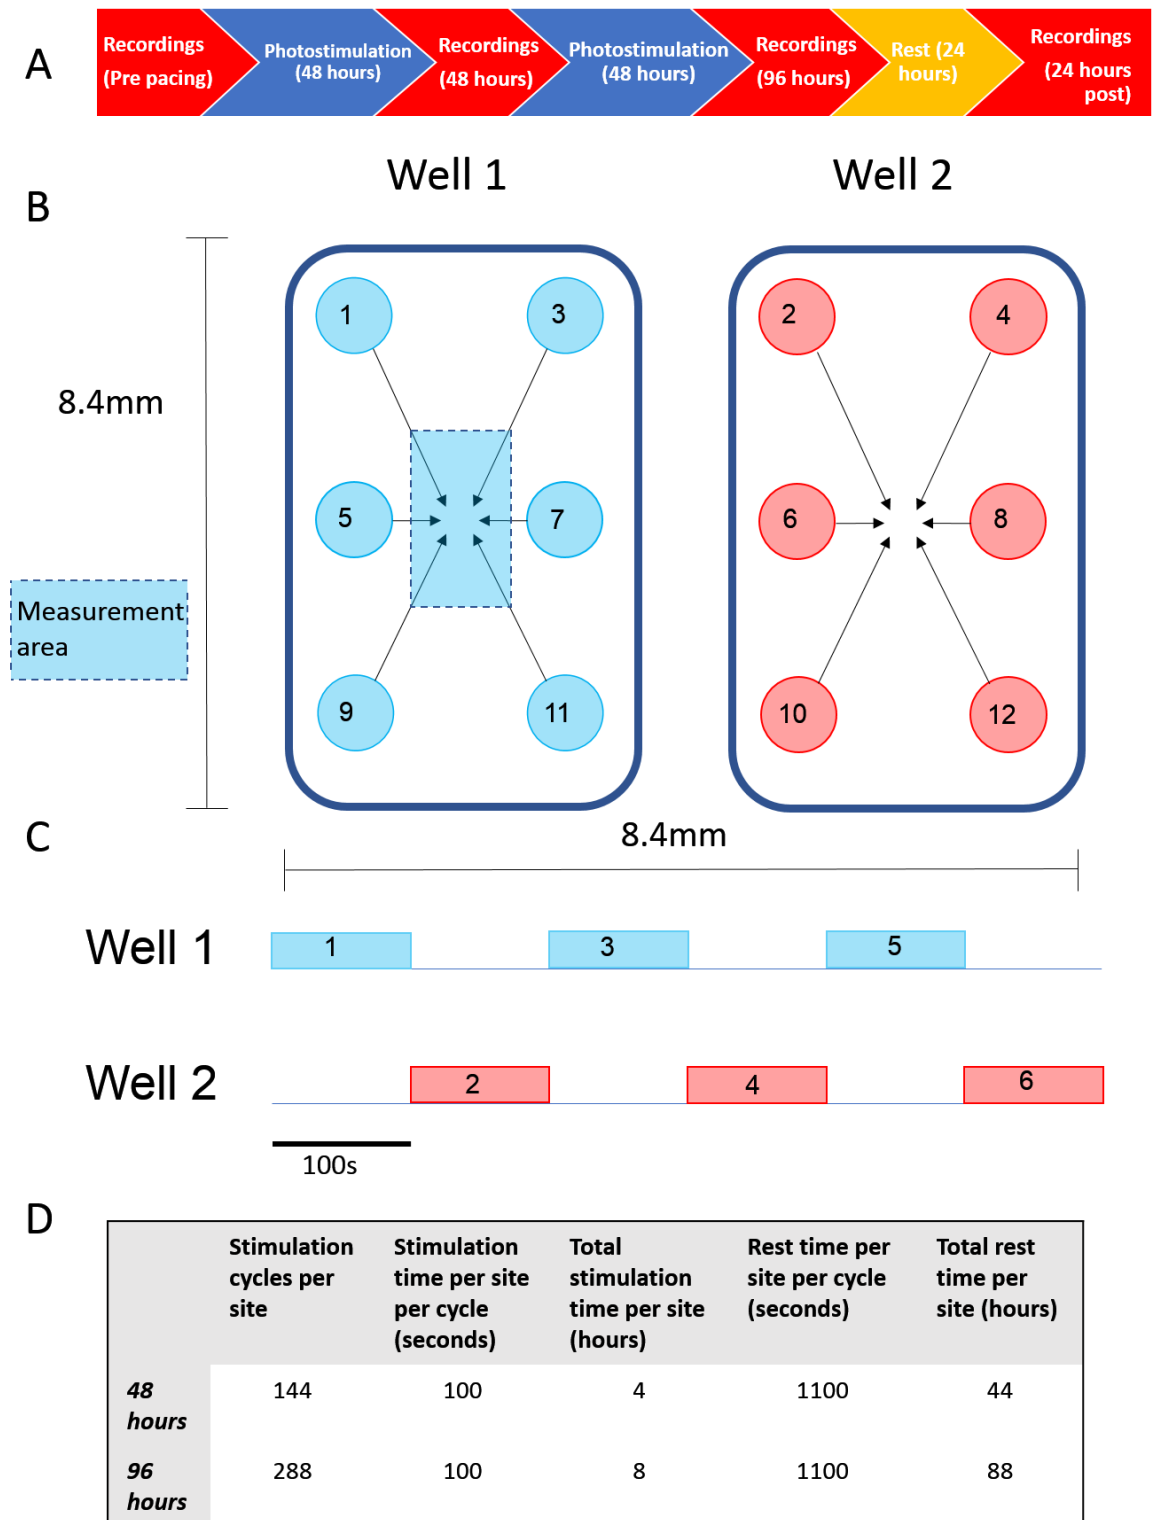 A
Recordings
(Pre pacing)
Photostimulation
(48 hours)
Recordings
(48 hours)
Photostimulation
(48 hours)
Recordings
(96 hours)
Rest (24
hours)
Recordings
(24 hours
post)
B
Well 1
Well 2
8.4mm
1
3
5
7
9
11
2
4
6
8
10
12
Measurement
area
8.4mm
C
Well 1
1
3
5
Well 2
2
4
6
100s
D
Stimulation
cycles per
site
Stimulation
time per site
per cycle
(seconds)
Total
stimulation
time per site
(hours)
Rest time per
site per cycle
(seconds)
Total rest
time per
site (hours)
48
hours
144
100
4
1100
44
96
hours
288
100
8
1100
88